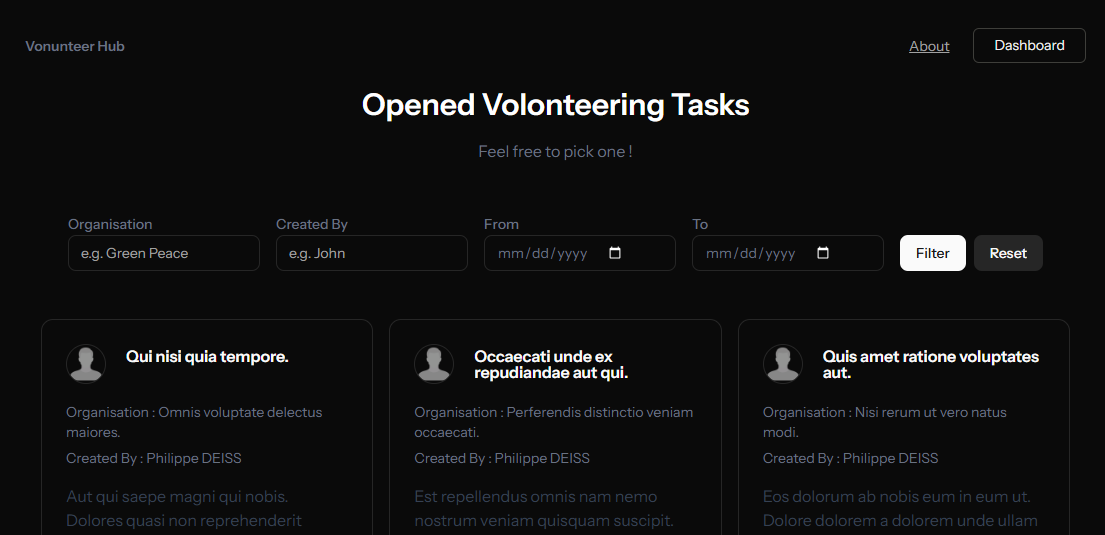 Vonunteer Hub
About
Dashboard
Opened Volonteering Tasks
Feel free to pick one !
Organisation
Created By
From
To
e.g. Green Peace
e.g. John
mm/dd/yyyy
mm/dd/yyyy
Filter
Reset
Qui nisi quia tempore.
Organisation : Omnis voluptate delectus
maiores.
Created By : Philippe DEISS
Aut qui saepe magni qui nobis.
Dolores quasi non reprehenderit
Occaecati unde ex
repudiandae aut qui.
Organisation : Perferendis distinctio veniam
occaecati.
Created By : Philippe DEISS
Est repellendus omnis nam nemo
nostrum veniam quisquam suscipit.
Quis amet ratione voluptates
aut.
Organisation : Nisi rerum ut vero natus
modi.
Created By : Philippe DEISS
Eos dolorum ab nobis eum in eum ut.
Dolore dolorem a dolorem unde ullam